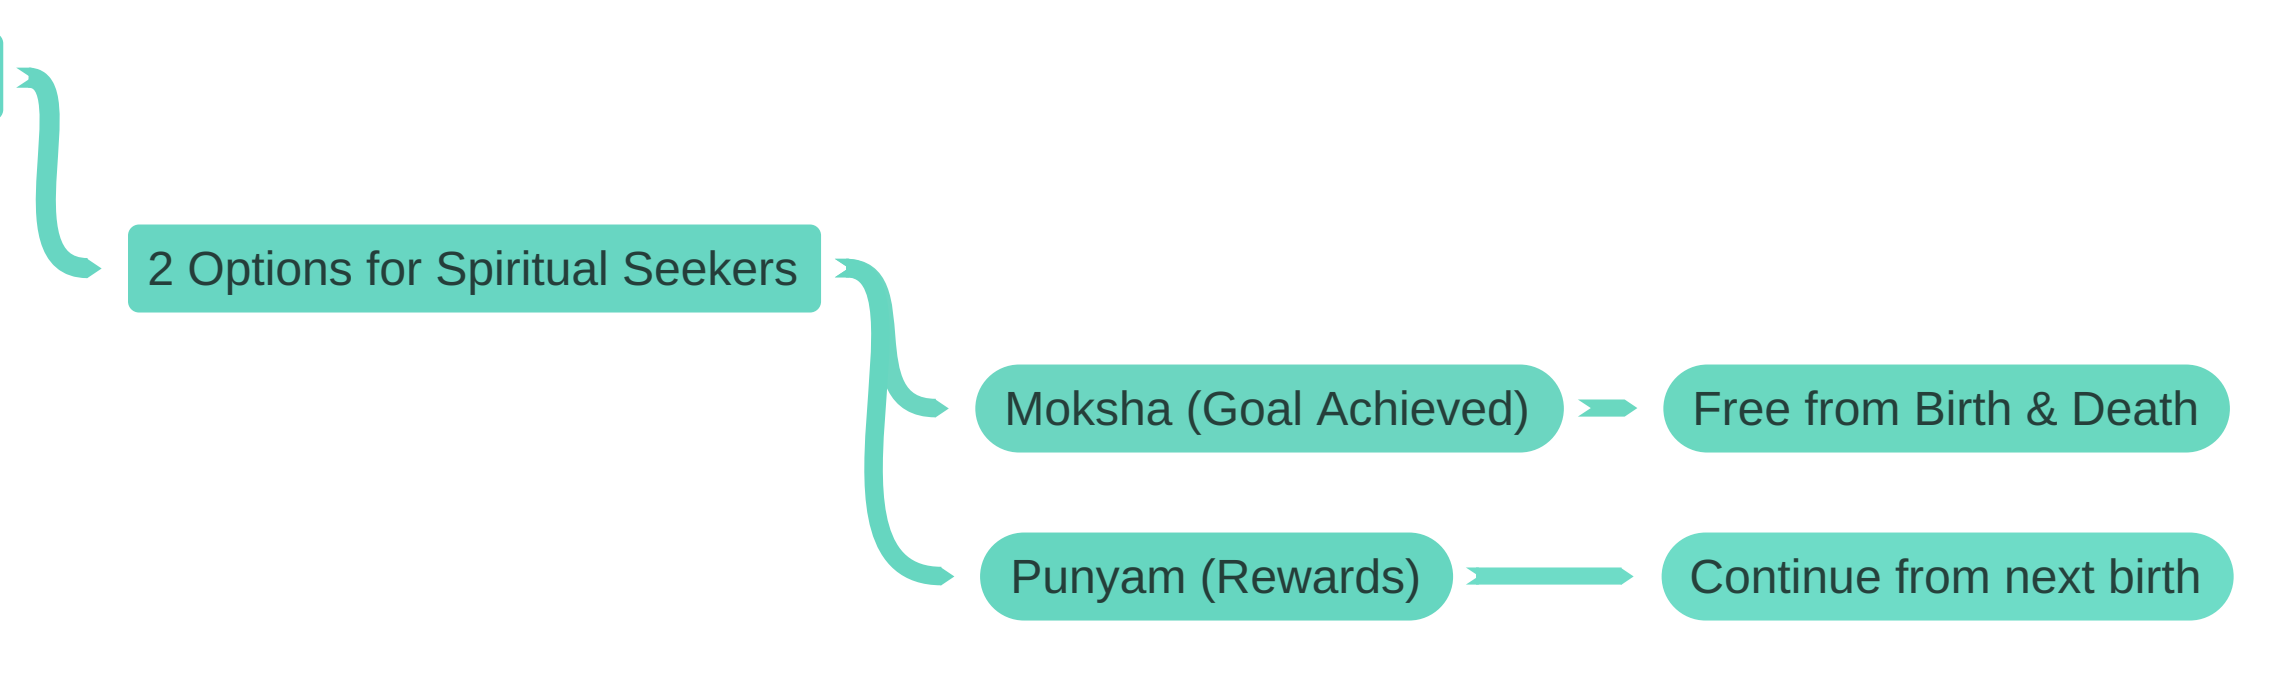 2 Options for Spiritual Seekers
Moksha (Goal Achieved)
Free from Birth & Death
Punyam (Rewards)
Continue from next birth